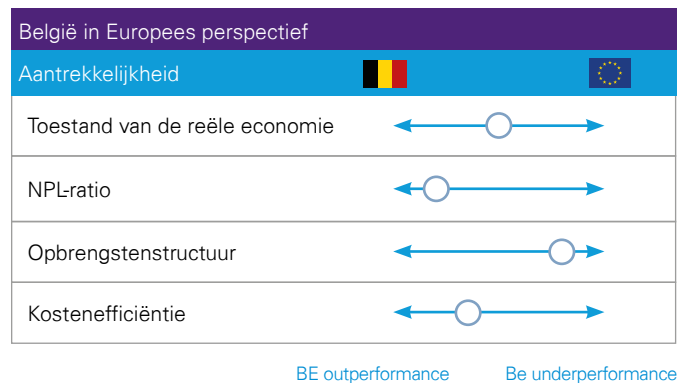 België in Europees perspectief
Aantrekkelijkheid
Toestand van de reële economie
NPL-ratio
Opbrengstenstructuur
Kostenefficiëntie
BE outperformance Be underperformance